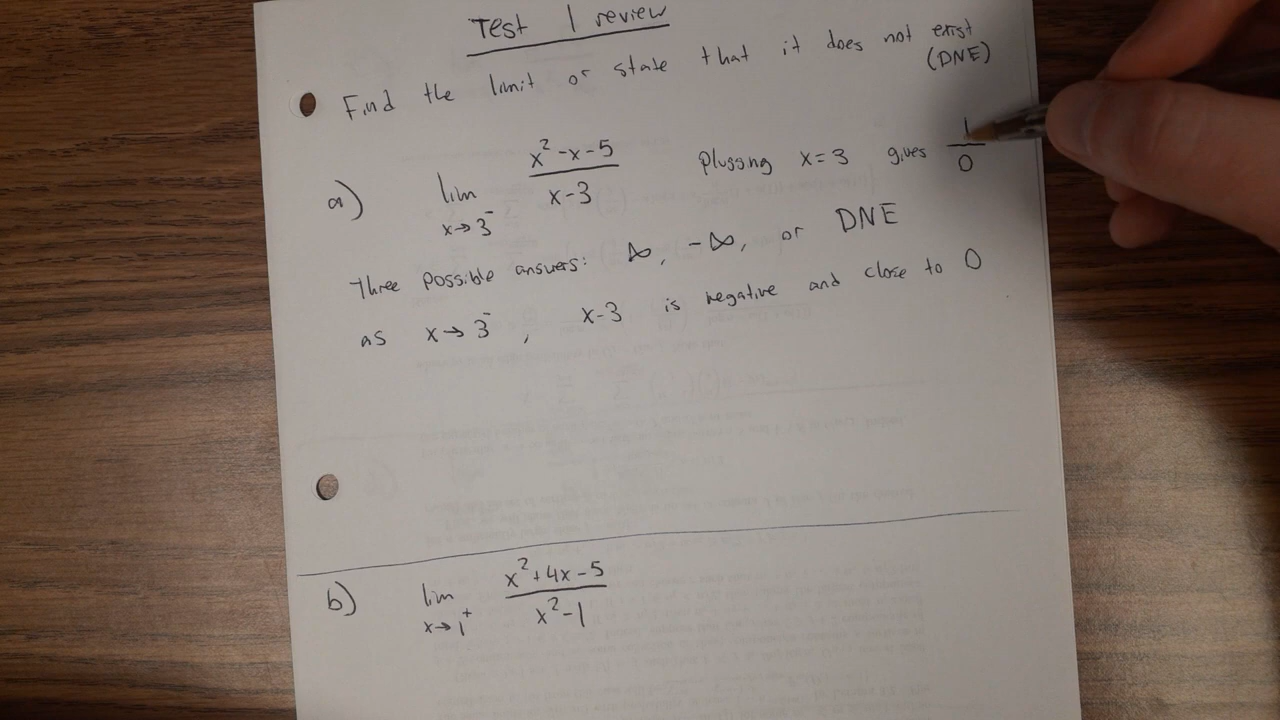 Test 1 review
Find the limit or state that it does not exist
(DNE)
a) lim x→3⁻ (x²-x-5)/(x-3) Plugging x=3 gives 1/0
Three possible answers: ∞, -∞, or DNE
as x→3⁻, x-3 is negative and close to 0
b) lim x→1⁺ (x²+4x-5)/(x²-1)